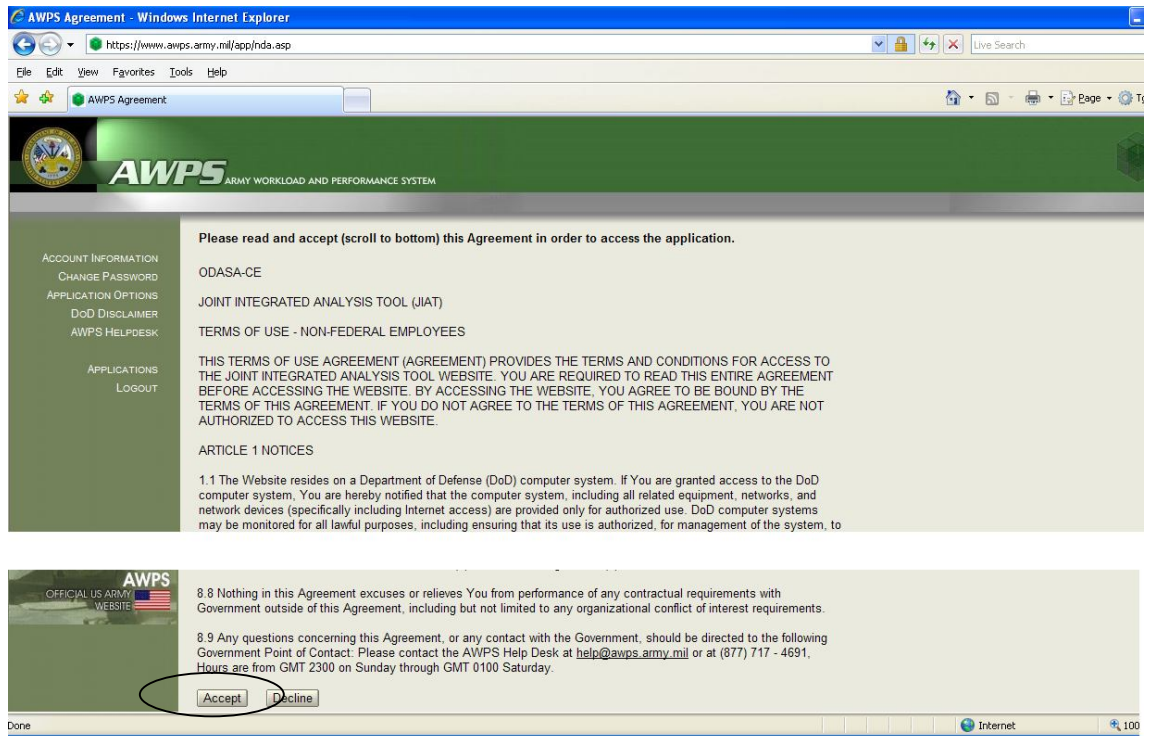 AWPS Agreement - Windows Internet Explorer
https://www.awps.army.mil/app/nda.asp
Live Search
File Edit View Favorites Tools Help
AWPS Agreement
Page
AWPS ARMY WORKLOAD AND PERFORMANCE SYSTEM
ACCOUNT INFORMATION
CHANGE PASSWORD
APPLICATION OPTIONS
DOD DISCLAIMER
AWPS HELPDESK
APPLICATIONS
LOGOUT
Please read and accept (scroll to bottom) this Agreement in order to access the application.
ODASA-CE
JOINT INTEGRATED ANALYSIS TOOL (JIAT)
TERMS OF USE - NON-FEDERAL EMPLOYEES
THIS TERMS OF USE AGREEMENT (AGREEMENT) PROVIDES THE TERMS AND CONDITIONS FOR ACCESS TO
THE JOINT INTEGRATED ANALYSIS TOOL WEBSITE. YOU ARE REQUIRED TO READ THIS ENTIRE AGREEMENT
BEFORE ACCESSING THE WEBSITE. BY ACCESSING THE WEBSITE, YOU AGREE TO BE BOUND BY THE
TERMS OF THIS AGREEMENT. IF YOU DO NOT AGREE TO THE TERMS OF THIS AGREEMENT, YOU ARE NOT
AUTHORIZED TO ACCESS THIS WEBSITE.
ARTICLE 1 NOTICES
1.1 The Website resides on a Department of Defense (DoD) computer system. If You are granted access to the DoD
computer system, You are hereby notified that the computer system, including all related equipment, networks, and
network devices (specifically including Internet access) are provided only for authorized use. DoD computer systems
may be monitored for all lawful purposes, including ensuring that its use is authorized, for management of the system, to
AWPS
OFFICIAL US ARMY
WEBSITE
8.8 Nothing in this Agreement excuses or relieves You from performance of any contractual requirements with
Government outside of this Agreement, including but not limited to any organizational conflict of interest requirements.
8.9 Any questions concerning this Agreement, or any contact with the Government, should be directed to the following
Government Point of Contact: Please contact the AWPS Help Desk at help@awps.army.mil or at (877) 717 - 4691,
Hours are from GMT 2300 on Sunday through GMT 0100 Saturday.
Accept Decline
Done Internet 100